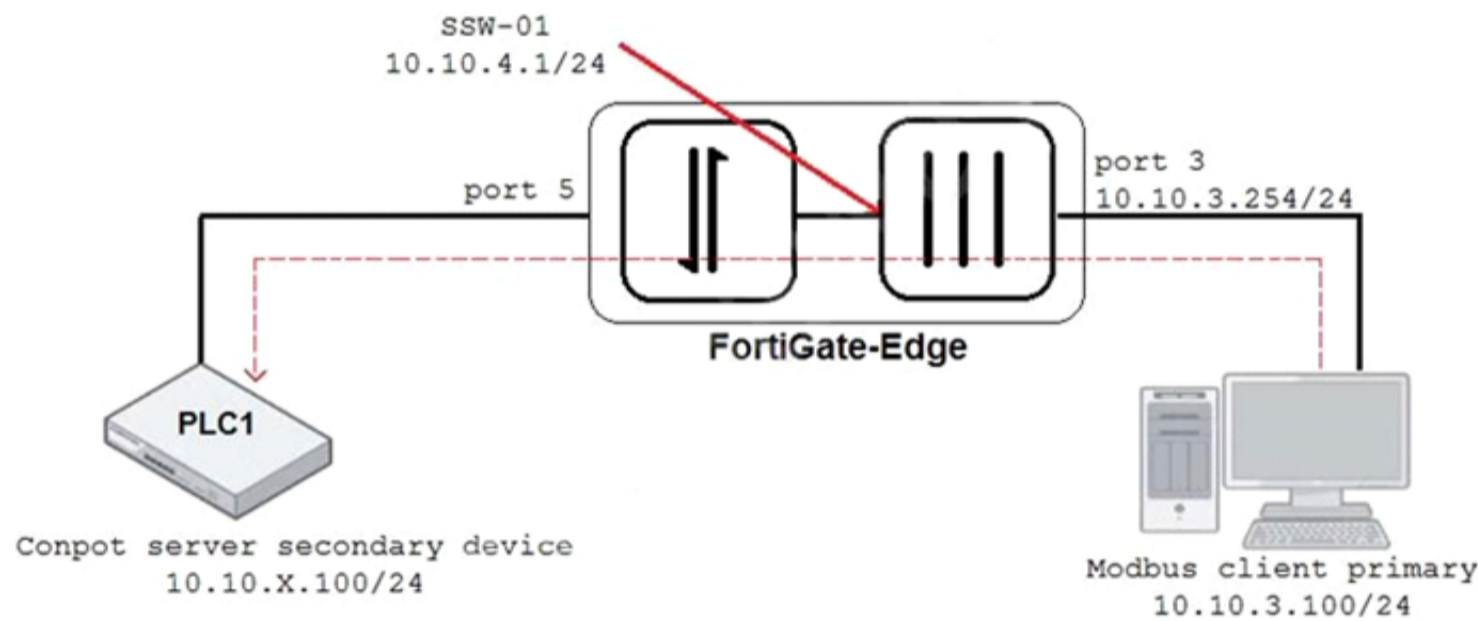 SSW-01
10.10.4.1/24
port 5
port 3
10.10.3.254/24
FortiGate-Edge
PLC1
Conpot server secondary device
10.10.X.100/24
Modbus client primary
10.10.3.100/24